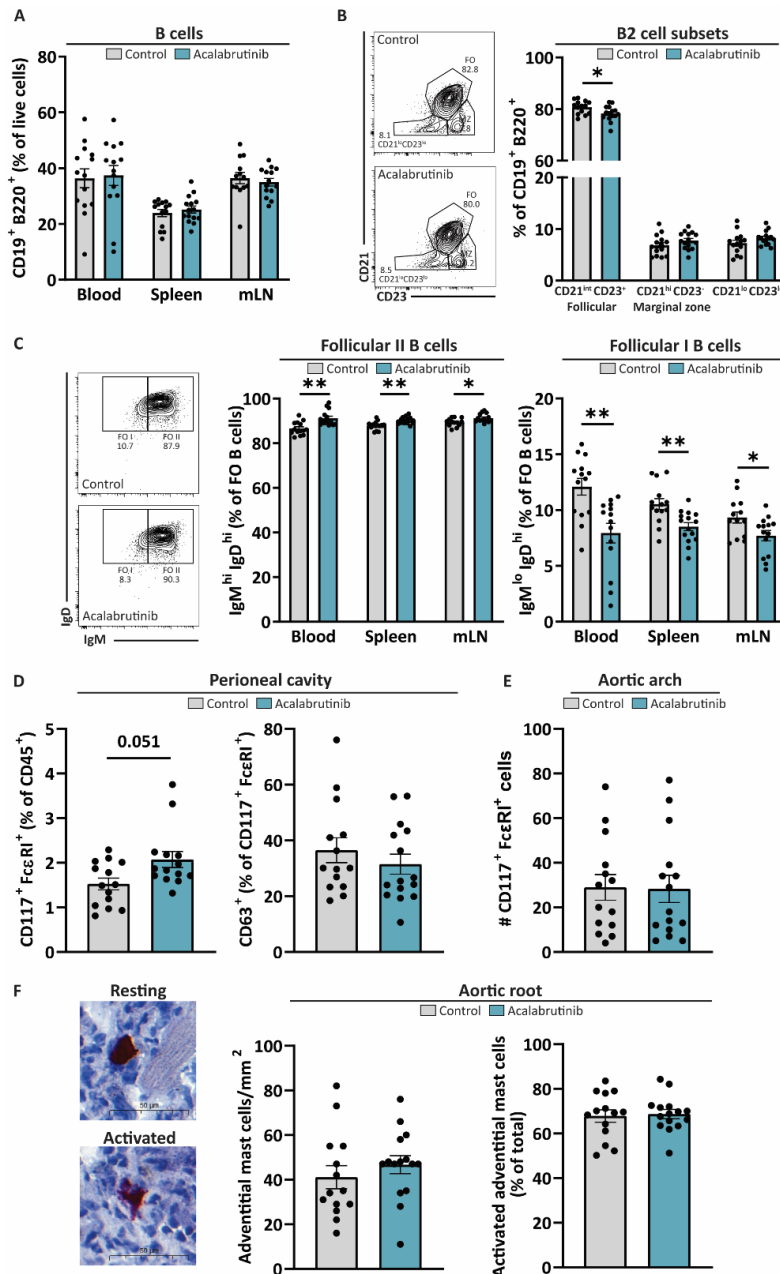 A
B cells
Control Acalabrutinib
CD19+ B220+ (% of live cells)
80
60
40
20
0
Blood Spleen mLN
B
Control
FO
82.8
MZ
8.1
CD21loCD23lo
Acalabrutinib
FO
80.0
MZ
8.5
CD21loCD23lo
CD21
CD23
B2 cell subsets
Control Acalabrutinib
% of CD19+ B220+
*
100
80
60
20
10
0
CD21int CD23+ CD21hi CD23- CD21lo CD23l
Follicular Marginal zone
C
FO I FO II
10.7 87.9
Control
FO I FO II
8.3 90.3
Acalabrutinib
IgD
IgM
Follicular II B cells
Control Acalabrutinib
IgMhi IgDhi (% of FO B cells)
** ** *
100
80
60
40
20
0
Blood Spleen mLN
Follicular I B cells
Control Acalabrutinib
IgMlo IgDhi (% of FO B cells)
** ** *
20
15
10
5
0
Blood Spleen mLN
D
Perioneal cavity
Control Acalabrutinib
CD117+ FcεRI+ (% of CD45+)
0.051
5
4
3
2
1
0
CD63+ (% of CD117+ FcεRI+)
80
60
40
20
0
E
Aortic arch
Control Acalabrutinib
# CD117+ FcεRI+ cells
100
80
60
40
20
0
F
Resting
50 µm
Activated
50 µm
Aortic root
Control Acalabrutinib
Adventitial mast cells/mm2
100
80
60
40
20
0
Activated adventitial mast cells
(% of total)
100
80
60
40
20
0